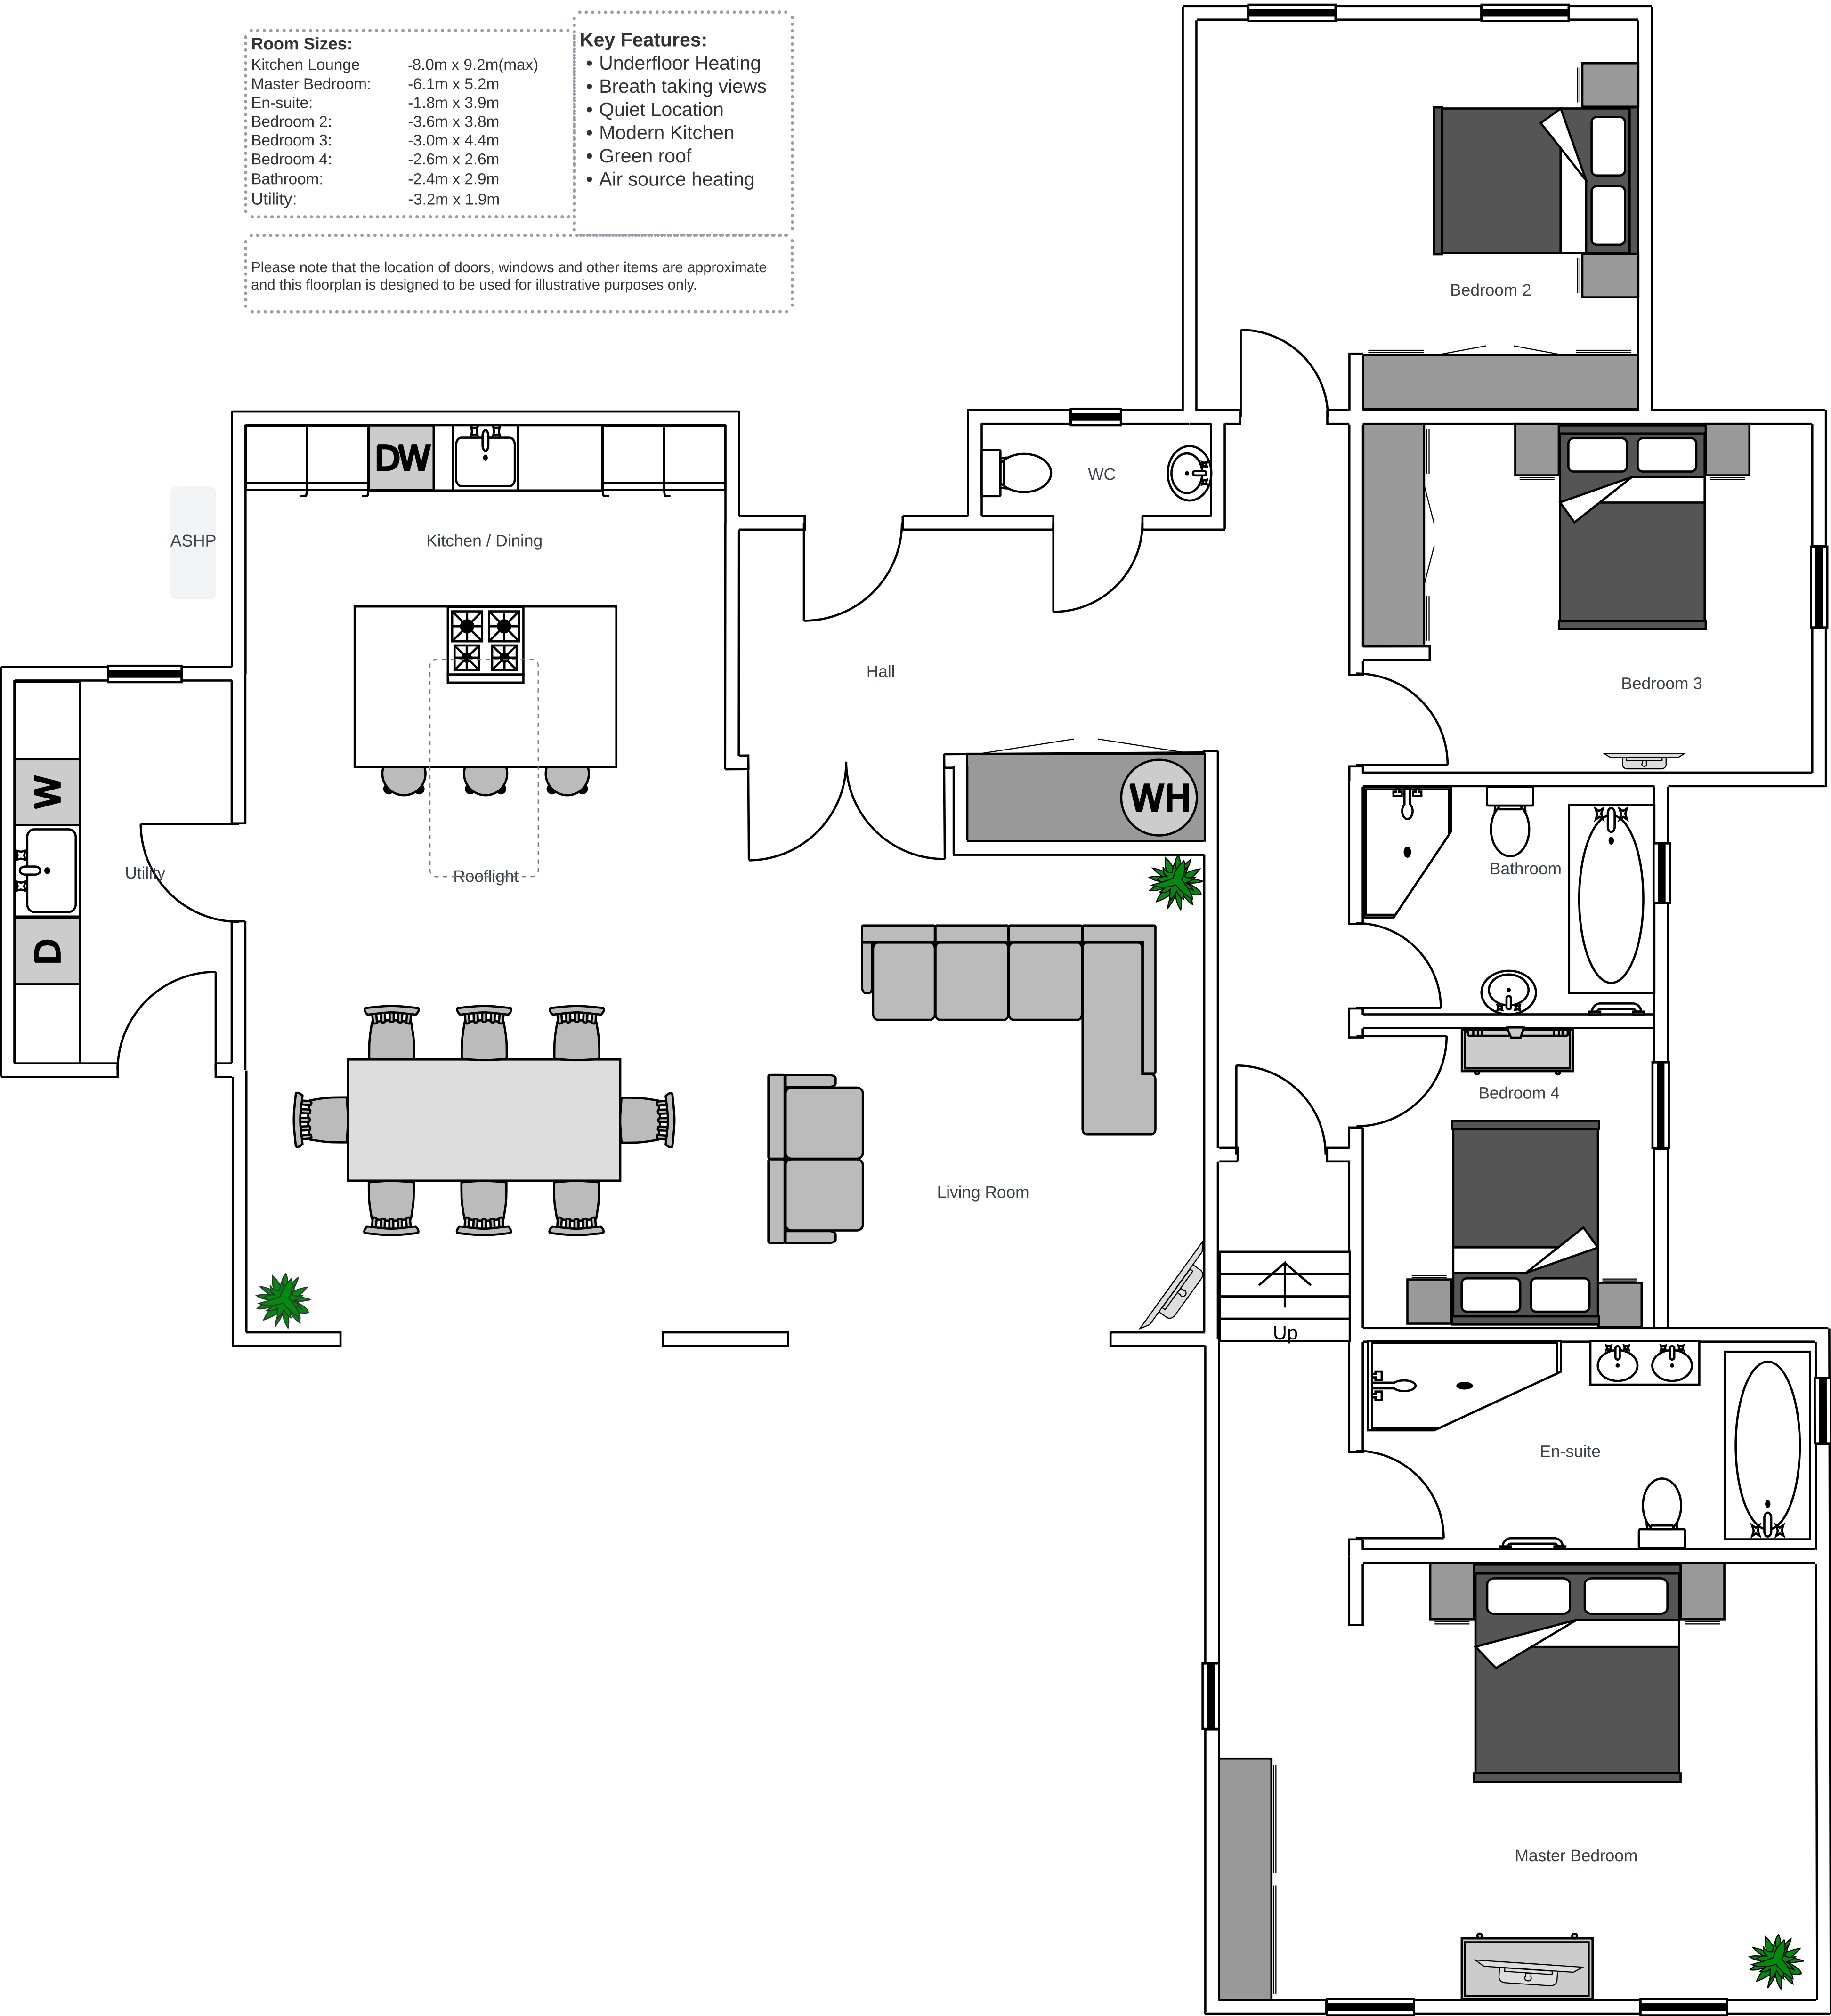 Room Sizes:
Kitchen Lounge -8.0m x 9.2m(max)
Master Bedroom: -6.1m x 5.2m
En-suite: -1.8m x 3.9m
Bedroom 2: -3.6m x 3.8m
Bedroom 3: -3.0m x 4.4m
Bedroom 4: -2.6m x 2.6m
Bathroom: -2.4m x 2.9m
Utility: -3.2m x 1.9m
Key Features:
• Underfloor Heating
• Breath taking views
• Quiet Location
• Modern Kitchen
• Green roof
• Air source heating
Please note that the location of doors, windows and other items are approximate
and this floorplan is designed to be used for illustrative purposes only.
Bedroom 2
DW
WC
ASHP
Kitchen / Dining
Hall
Bedroom 3
W
WH
Utility
Rooflight
Bathroom
D
Bedroom 4
Living Room
Up
En-suite
Master Bedroom